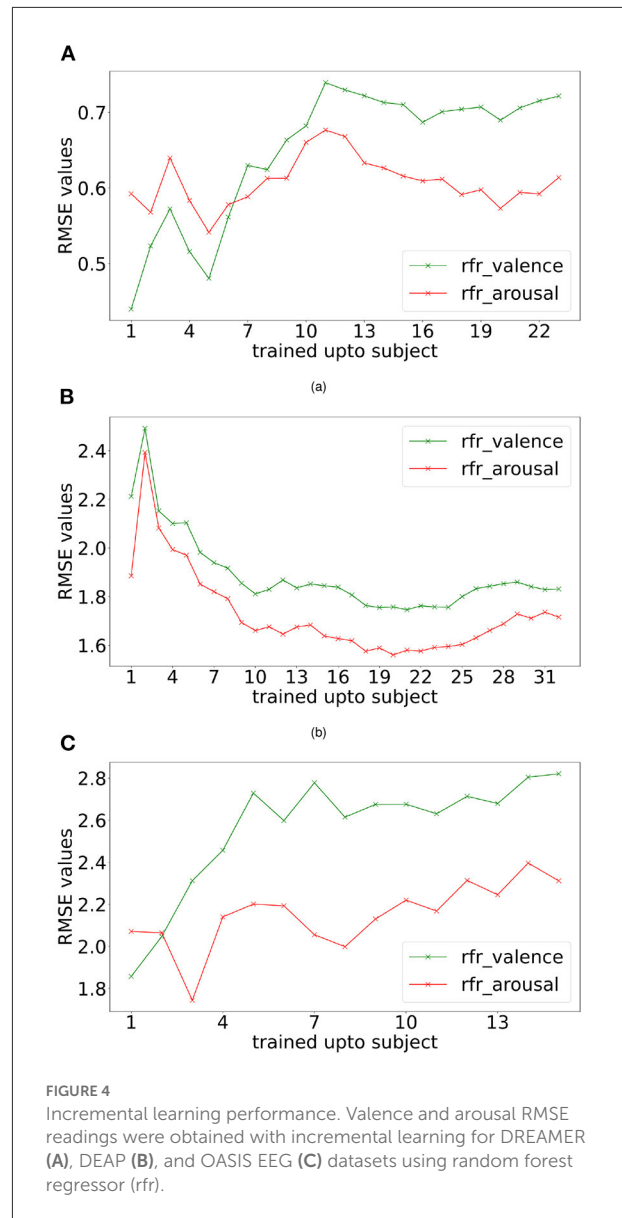 A
RMSE values
0.7
0.6
0.5
rfr_valence
rfr_arousal
1 4 7 10 13 16 19 22
trained upto subject
(a)
B
RMSE values
2.4
2.2
2.0
1.8
1.6
rfr_valence
rfr_arousal
1 4 7 10 13 16 19 22 25 28 31
trained upto subject
(b)
C
RMSE values
2.8
2.6
2.4
2.2
2.0
1.8
rfr_valence
rfr_arousal
1 4 7 10 13
trained upto subject
FIGURE 4
Incremental learning performance. Valence and arousal RMSE
readings were obtained with incremental learning for DREAMER
(A), DEAP (B), and OASIS EEG (C) datasets using random forest
regressor (rfr).